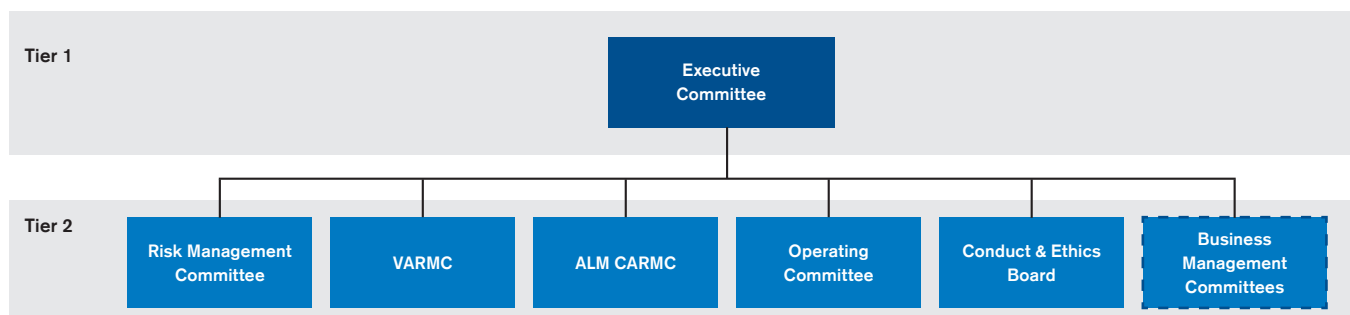 Tier 1
Executive
Committee
Tier 2
Risk Management
Committee
VARMC
ALM CARMC
Operating
Committee
Conduct & Ethics
Board
Business
Management
Committees